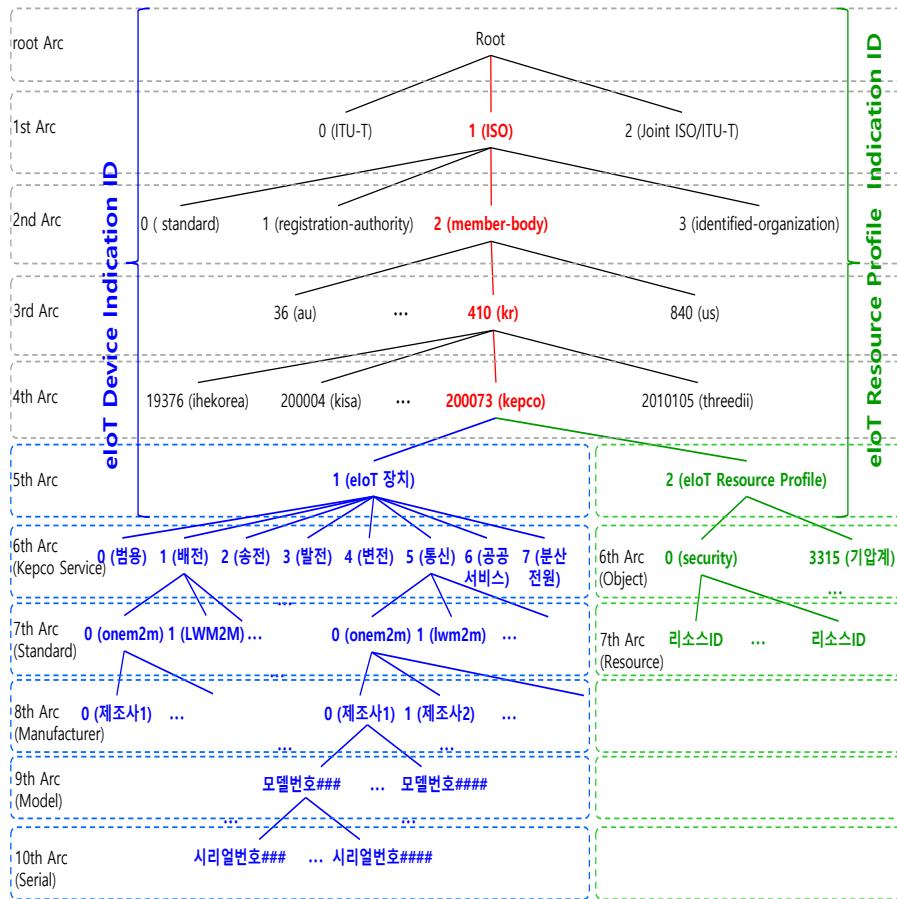 root Arc
Root
1st Arc
0 (ITU-T)
1 (ISO)
2 (Joint ISO/ITU-T)
2nd Arc
0 ( standard)
1 (registration-authority)
2 (member-body)
3 (identified-organization)
3rd Arc
36 (au)
...
410 (kr)
840 (us)
4th Arc
19376 (ihekorea)
200004 (kisa)
...
200073 (kepco)
2010105 (threedii)
eIoT Device Indication ID
eIoT Resource Profile Indication ID
5th Arc
1 (eIoT 장치)
2 (eIoT Resource Profile)
6th Arc
(Kepco Service)
0 (범용)
1 (배전)
2 (송전)
3 (발전)
4 (변전)
5 (통신)
6 (공공
서비스)
7 (분산
전원)
...
6th Arc
(Object)
0 (security)
3315 (기압계)
...
7th Arc
(Standard)
0 (onem2m)
1 (LWM2M)
...
0 (onem2m)
1 (lwm2m)
...
...
7th Arc
(Resource)
리소스ID
...
리소스ID
8th Arc
(Manufacturer)
0 (제조사1)
...
0 (제조사1)
1 (제조사2)
...
...
...
9th Arc
(Model)
모델번호###
...
모델번호####
...
...
10th Arc
(Serial)
시리얼번호###
...
시리얼번호####